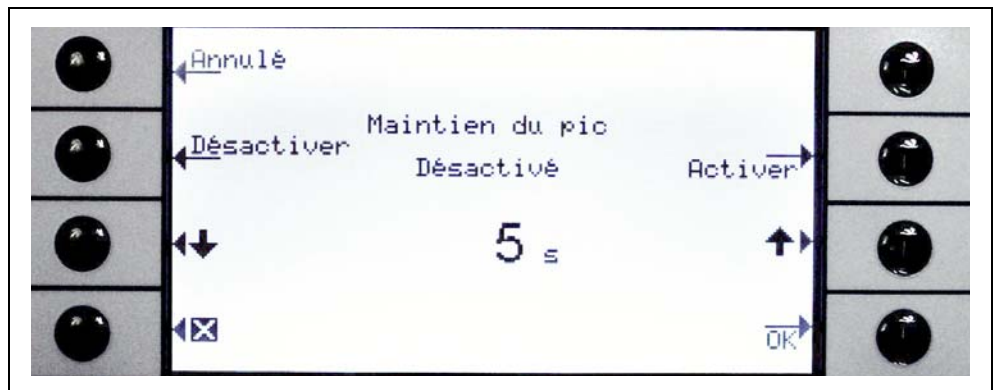 Annulé
Maintien du pic
Désactiver
Désactivé
Activer
5 s
OK